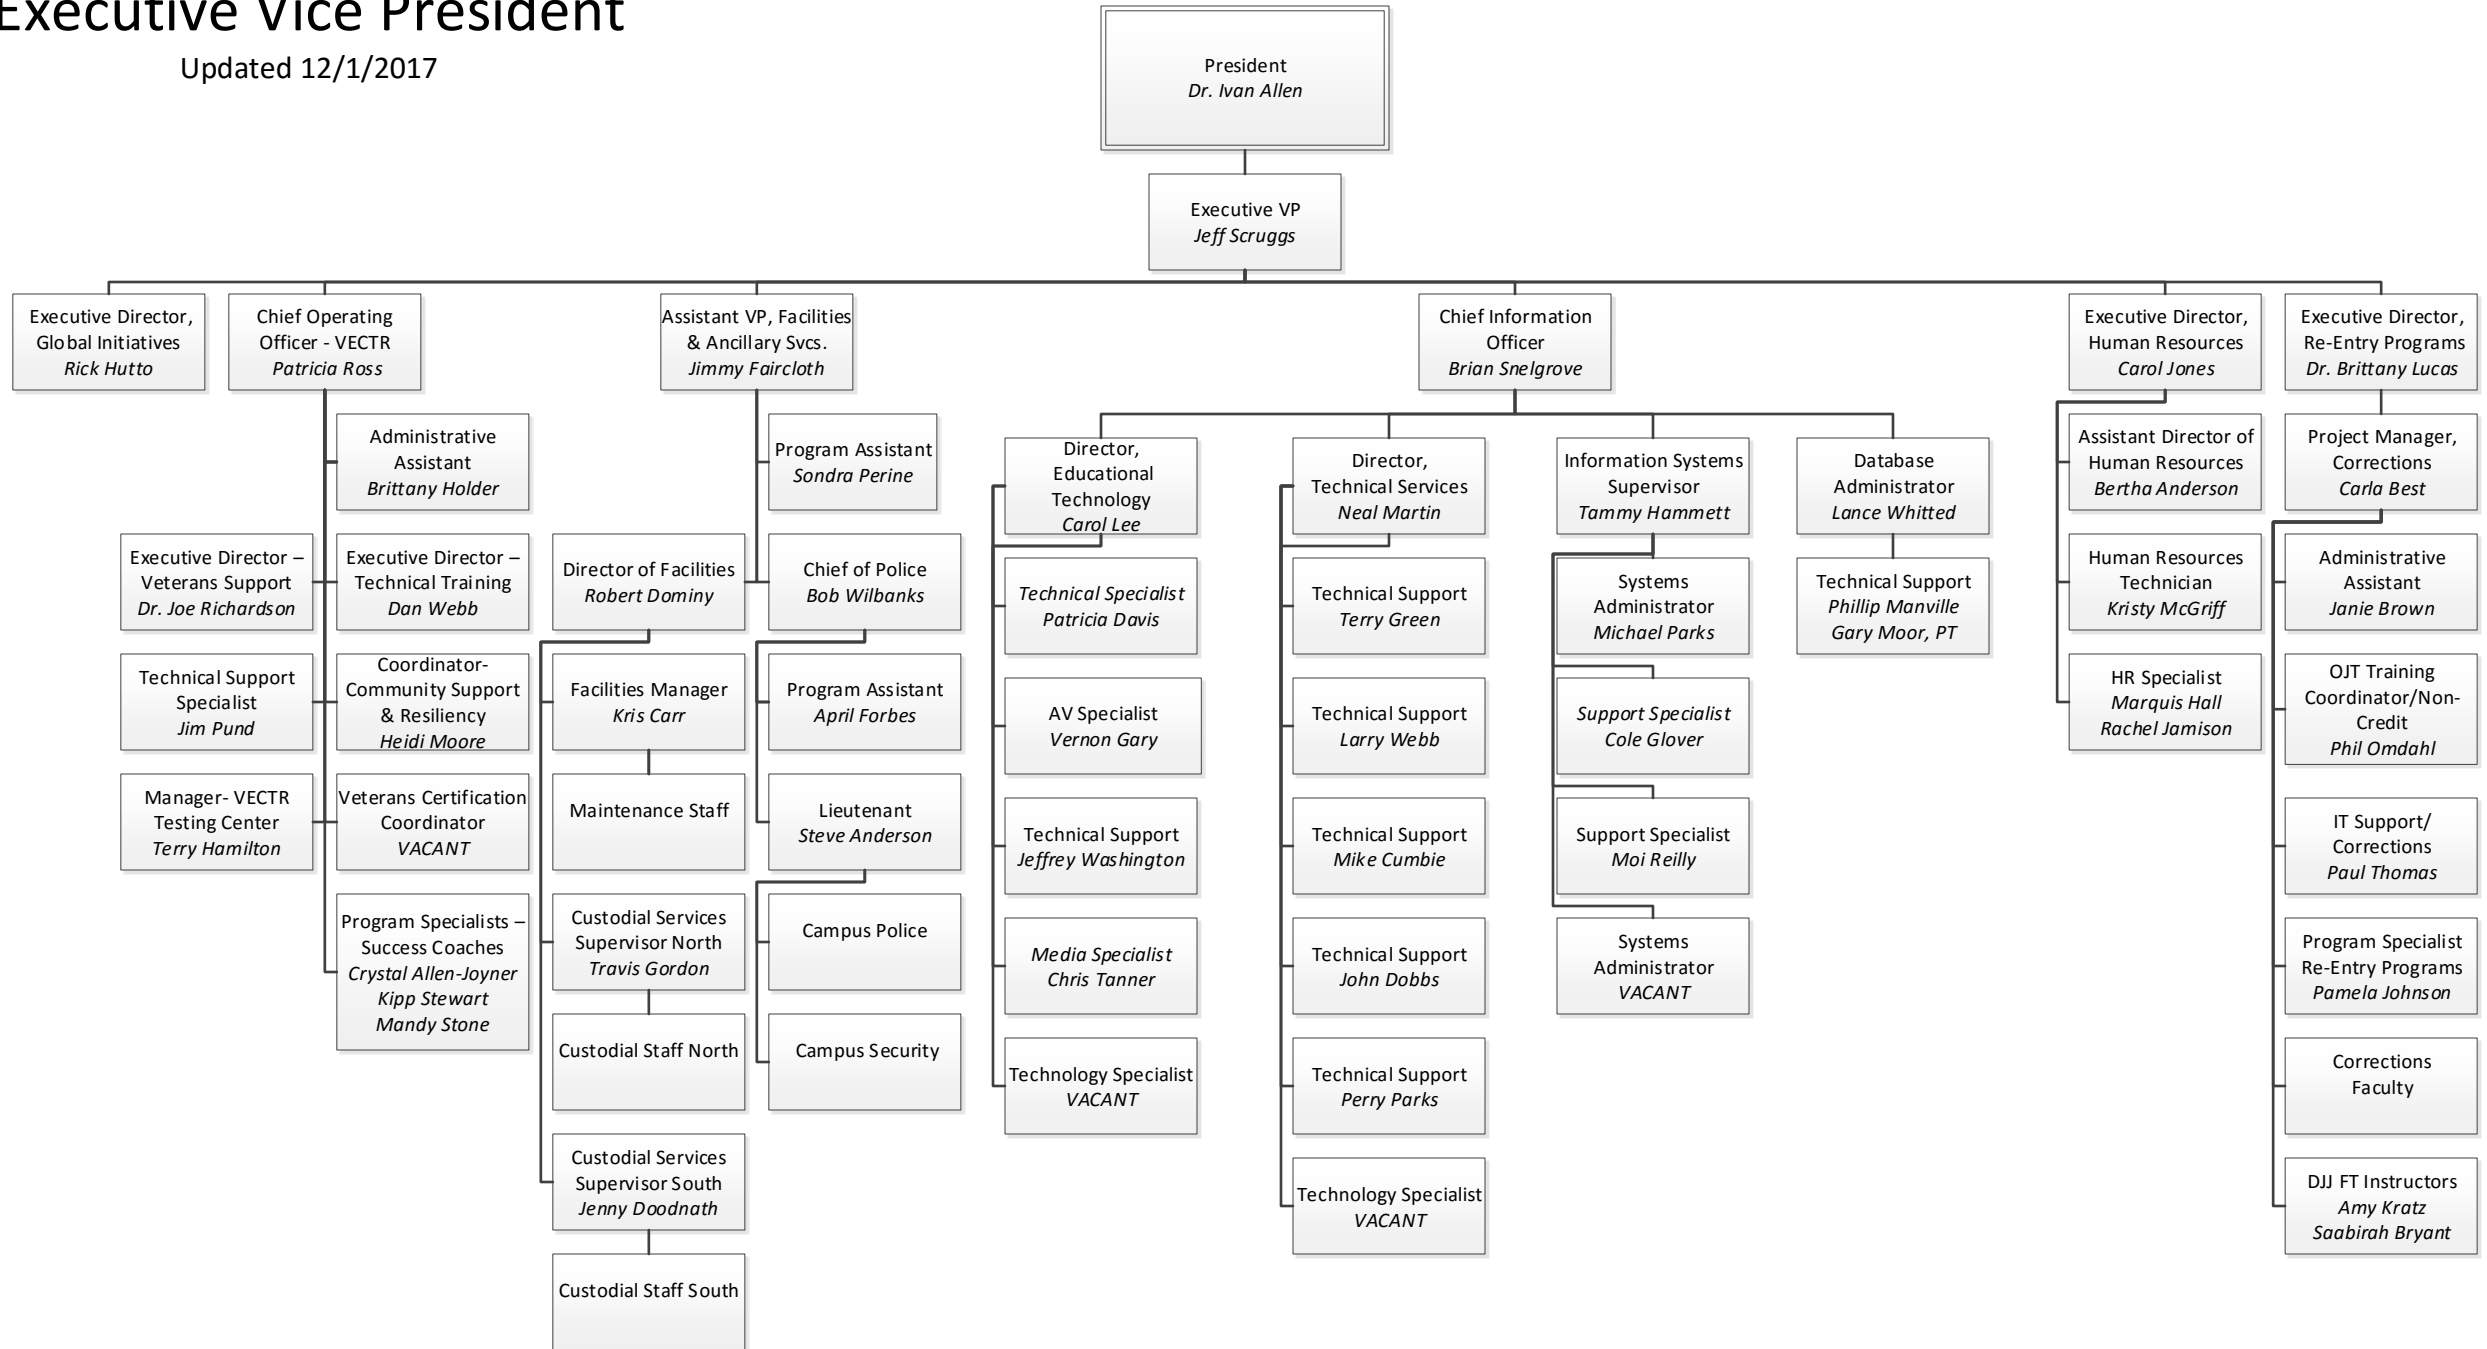 Executive Vice President
Updated 12/1/2017
President
Dr. Ivan Allen
Executive VP
Jeff Scruggs
Executive Director,
Global Initiatives
Rick Hutto
Chief Operating
Officer - VECTR
Patricia Ross
Assistant VP, Facilities
& Ancillary Svcs.
Jimmy Faircloth
Chief Information
Officer
Brian Snelgrove
Executive Director,
Human Resources
Carol Jones
Executive Director,
Re-Entry Programs
Dr. Brittany Lucas
Administrative
Assistant
Brittany Holder
Executive Director –
Veterans Support
Dr. Joe Richardson
Executive Director –
Technical Training
Dan Webb
Technical Support
Specialist
Jim Pund
Coordinator-
Community Support
& Resiliency
Heidi Moore
Manager- VECTR
Testing Center
Terry Hamilton
Veterans Certification
Coordinator
VACANT
Program Specialists –
Success Coaches
Crystal Allen-Joyner
Kipp Stewart
Mandy Stone
Program Assistant
Sondra Perine
Director of Facilities
Robert Dominy
Chief of Police
Bob Wilbanks
Facilities Manager
Kris Carr
Maintenance Staff
Custodial Services
Supervisor North
Travis Gordon
Custodial Staff North
Custodial Services
Supervisor South
Jenny Doodnath
Custodial Staff South
Program Assistant
April Forbes
Lieutenant
Steve Anderson
Campus Police
Campus Security
Director,
Educational
Technology
Carol Lee
Technical Specialist
Patricia Davis
AV Specialist
Vernon Gary
Technical Support
Jeffrey Washington
Media Specialist
Chris Tanner
Technology Specialist
VACANT
Director,
Technical Services
Neal Martin
Technical Support
Terry Green
Technical Support
Larry Webb
Technical Support
Mike Cumbie
Technical Support
John Dobbs
Technical Support
Perry Parks
Technology Specialist
VACANT
Information Systems
Supervisor
Tammy Hammett
Systems
Administrator
Michael Parks
Support Specialist
Cole Glover
Support Specialist
Moi Reilly
Systems
Administrator
VACANT
Database
Administrator
Lance Whitted
Technical Support
Phillip Manville
Gary Moor, PT
Assistant Director of
Human Resources
Bertha Anderson
Human Resources
Technician
Kristy McGriff
HR Specialist
Marquis Hall
Rachel Jamison
Project Manager,
Corrections
Carla Best
Administrative
Assistant
Janie Brown
OJT Training
Coordinator/Non-
Credit
Phil Omdahl
IT Support/
Corrections
Paul Thomas
Program Specialist
Re-Entry Programs
Pamela Johnson
Corrections
Faculty
DJJ FT Instructors
Amy Kratz
Saabirah Bryant